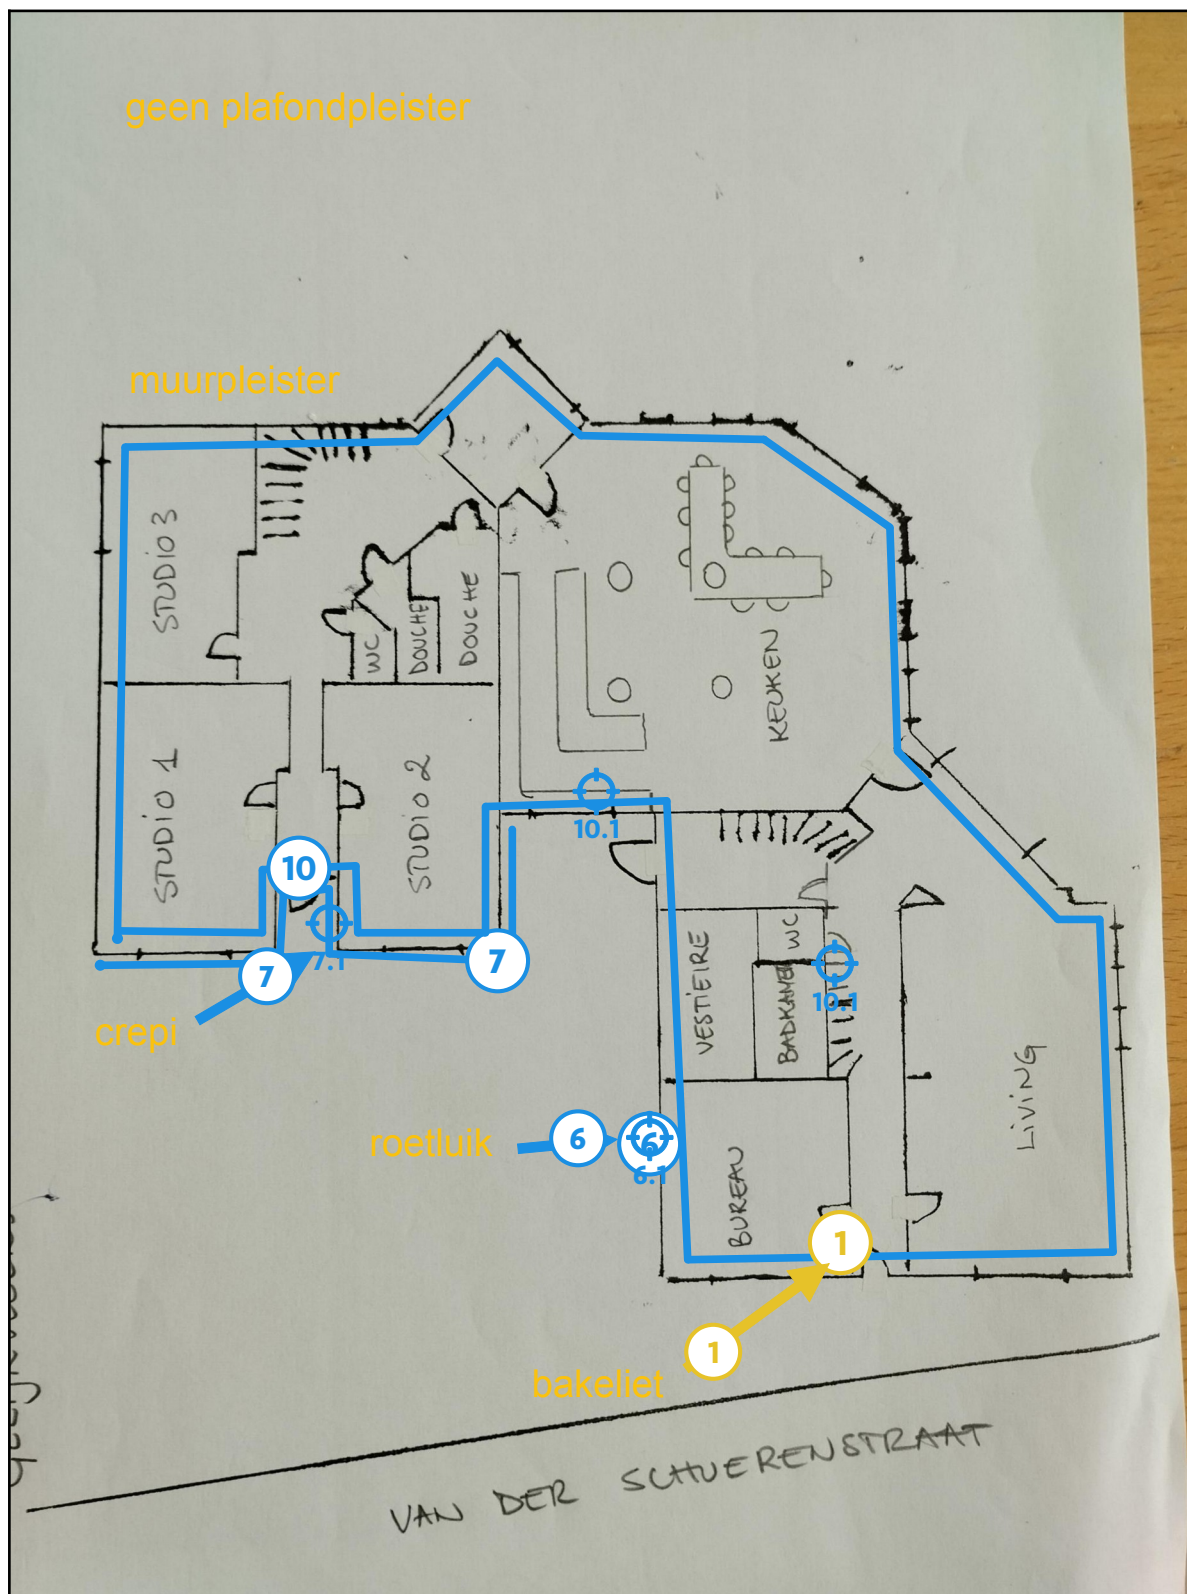 geen plafondpleister
muurpleister
STUDIO 3
WC
DOUCHE
DOUCHE
KEUKEN
STUDIO 1
STUDIO 2
10.1
10
7.1
7
7
crepi
VESTIEIRE
WC
BADKAMER
10.1
LIVING
roetluik
6
6
6.1
BUREAU
1
1
bakeliet
VAN DER SCHUERENSTRAAT